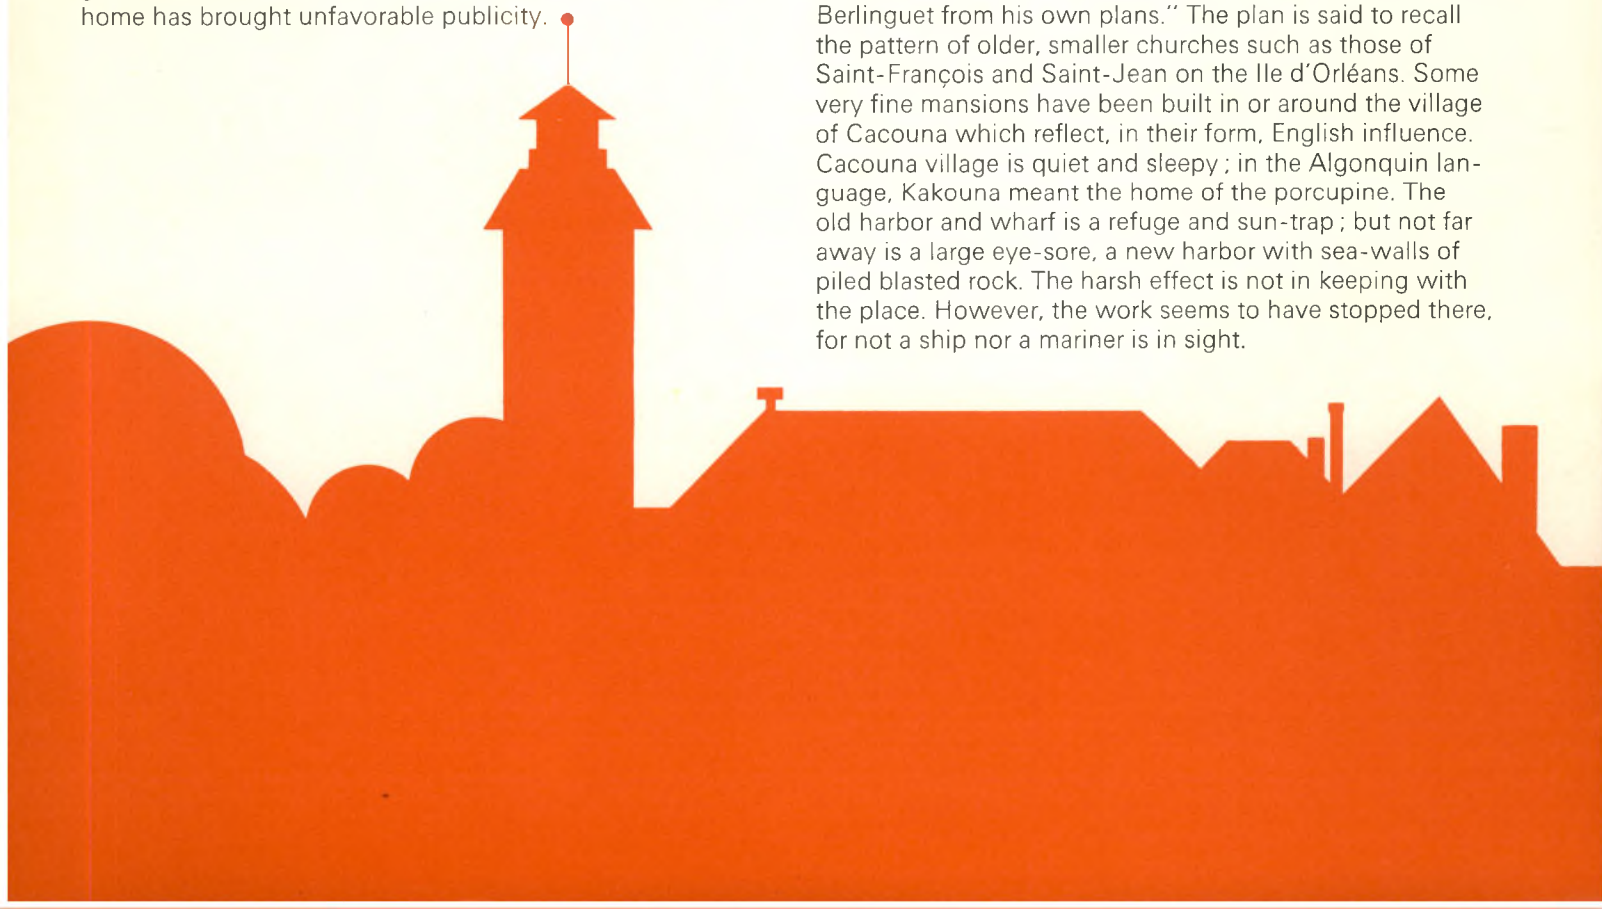 home has brought unfavorable publicity.
Berlinguet from his own plans.” The plan is said to recall
the pattern of older, smaller churches such as those of
Saint-François and Saint-Jean on the Ile d'Orléans. Some
very fine mansions have been built in or around the village
of Cacouna which reflect, in their form, English influence.
Cacouna village is quiet and sleepy ; in the Algonquin lan-
guage, Kakouna meant the home of the porcupine. The
old harbor and wharf is a refuge and sun-trap ; but not far
away is a large eye-sore, a new harbor with sea-walls of
piled blasted rock. The harsh effect is not in keeping with
the place. However, the work seems to have stopped there,
for not a ship nor a mariner is in sight.